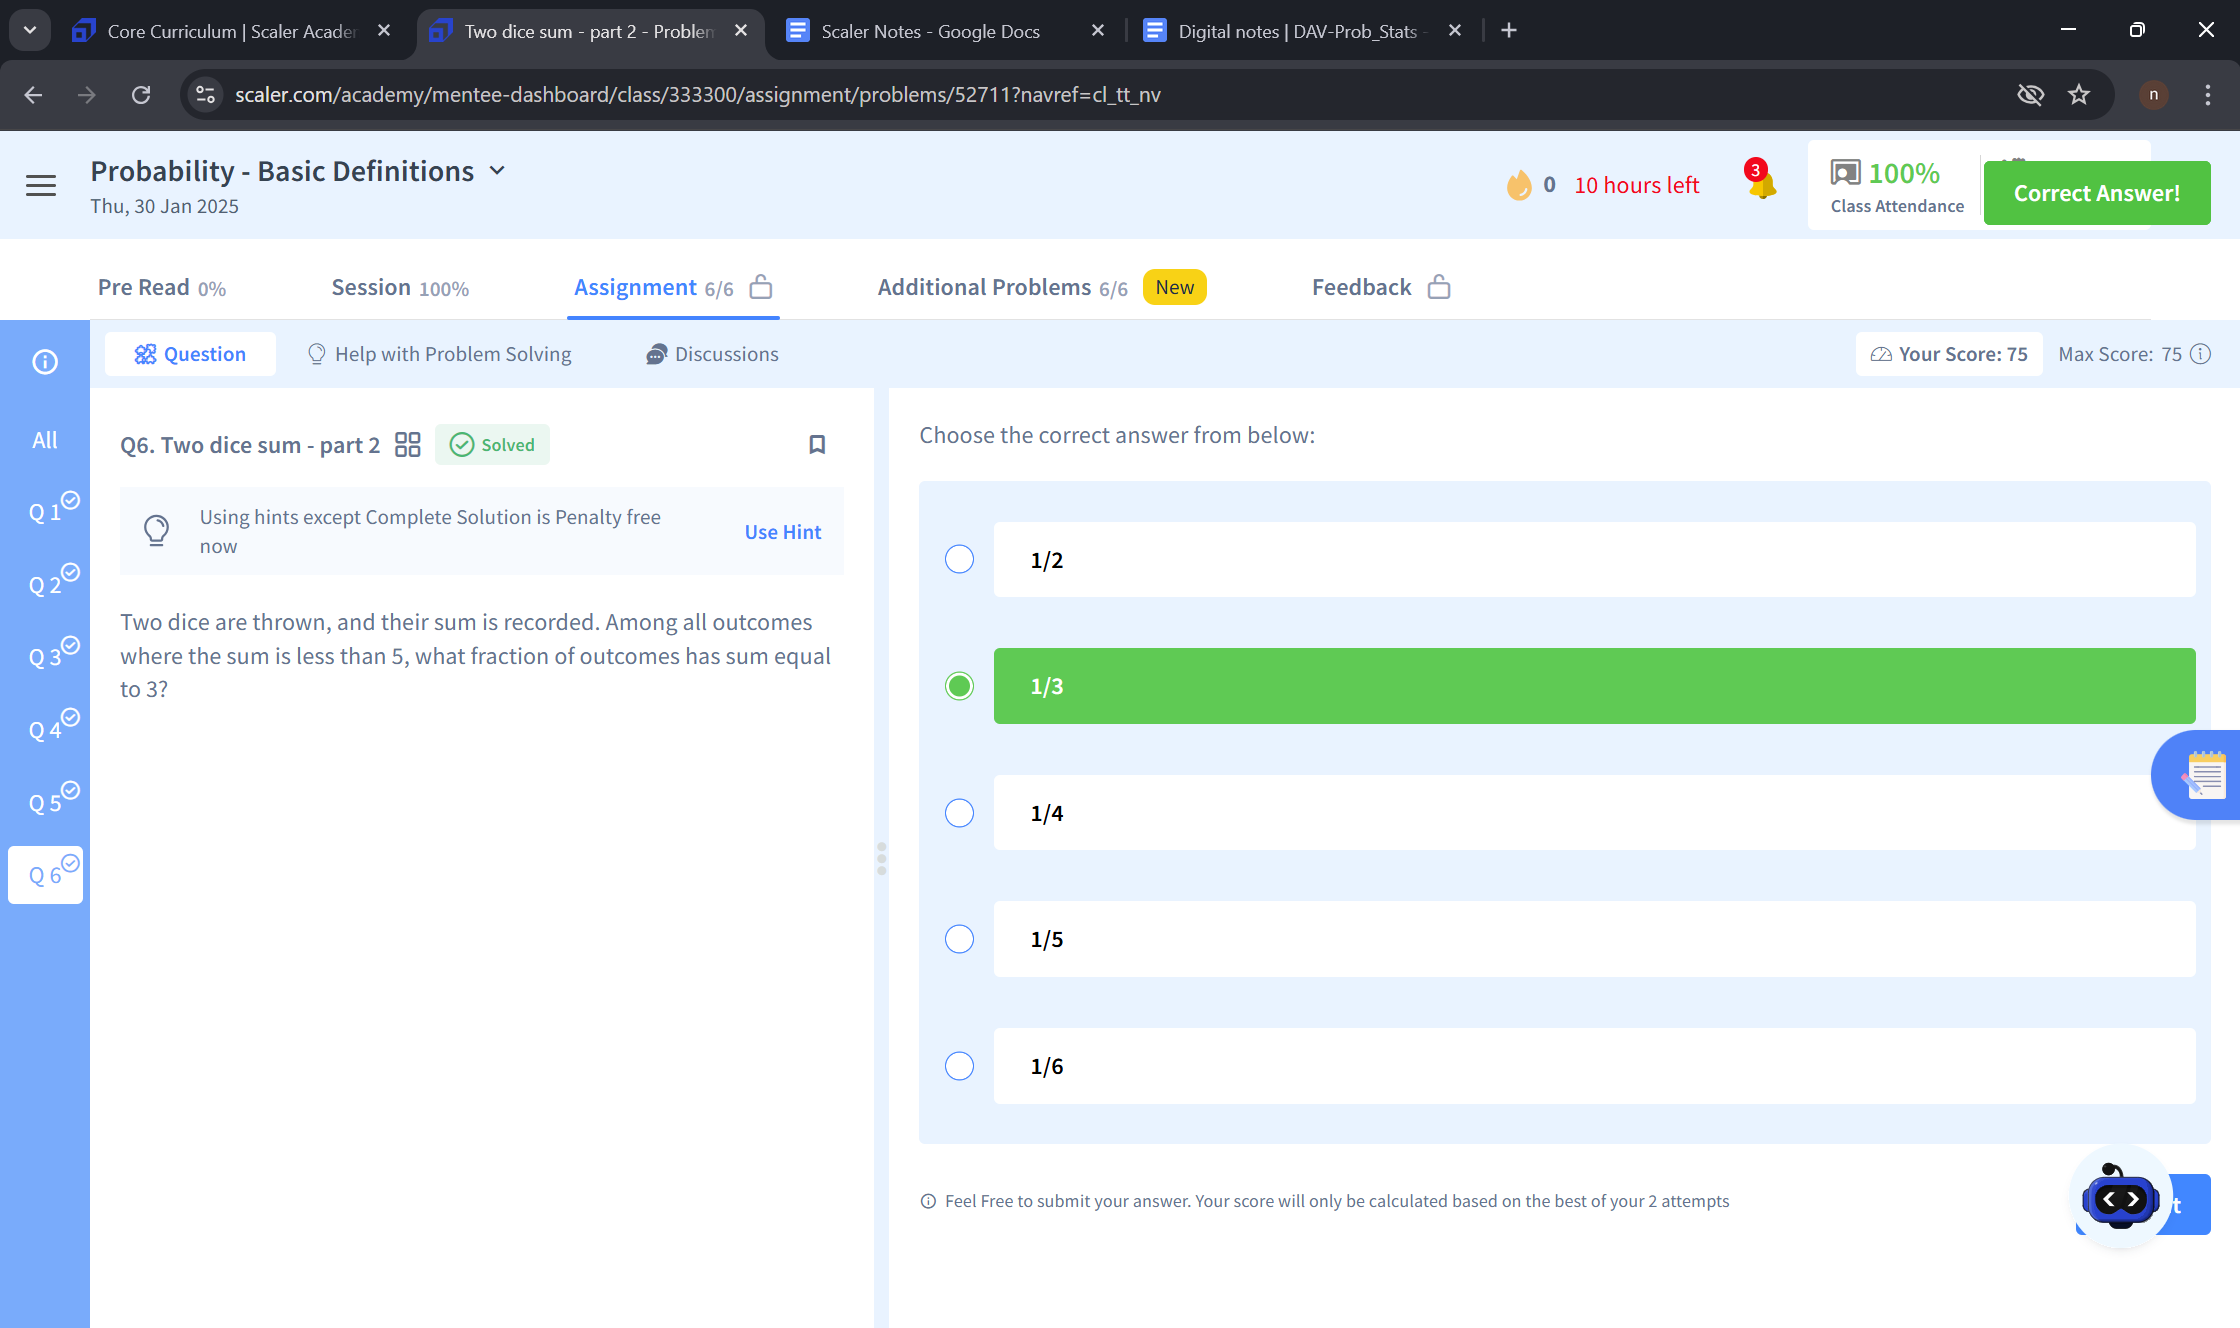 Core Curriculum | Scaler Acader
Two dice sum - part 2 - Problem
Scaler Notes - Google Docs
Digital notes | DAV-Prob_Stats -
scaler.com/academy/mentee-dashboard/class/333300/assignment/problems/52711?navref=cl_tt_nv
n
Probability - Basic Definitions
Thu, 30 Jan 2025
0
10 hours left
3
100%
Class Attendance
Correct Answer!
Pre Read 0%
Session 100%
Assignment 6/6
Additional Problems 6/6
New
Feedback
Question
Help with Problem Solving
Discussions
Your Score: 75
Max Score: 75
All
Q 1
Q 2
Q 3
Q 4
Q 5
Q 6
Q6. Two dice sum - part 2
Solved
Using hints except Complete Solution is Penalty free
now
Use Hint
Two dice are thrown, and their sum is recorded. Among all outcomes
where the sum is less than 5, what fraction of outcomes has sum equal
to 3?
Choose the correct answer from below:
1/2
1/3
1/4
1/5
1/6
Feel Free to submit your answer. Your score will only be calculated based on the best of your 2 attempts